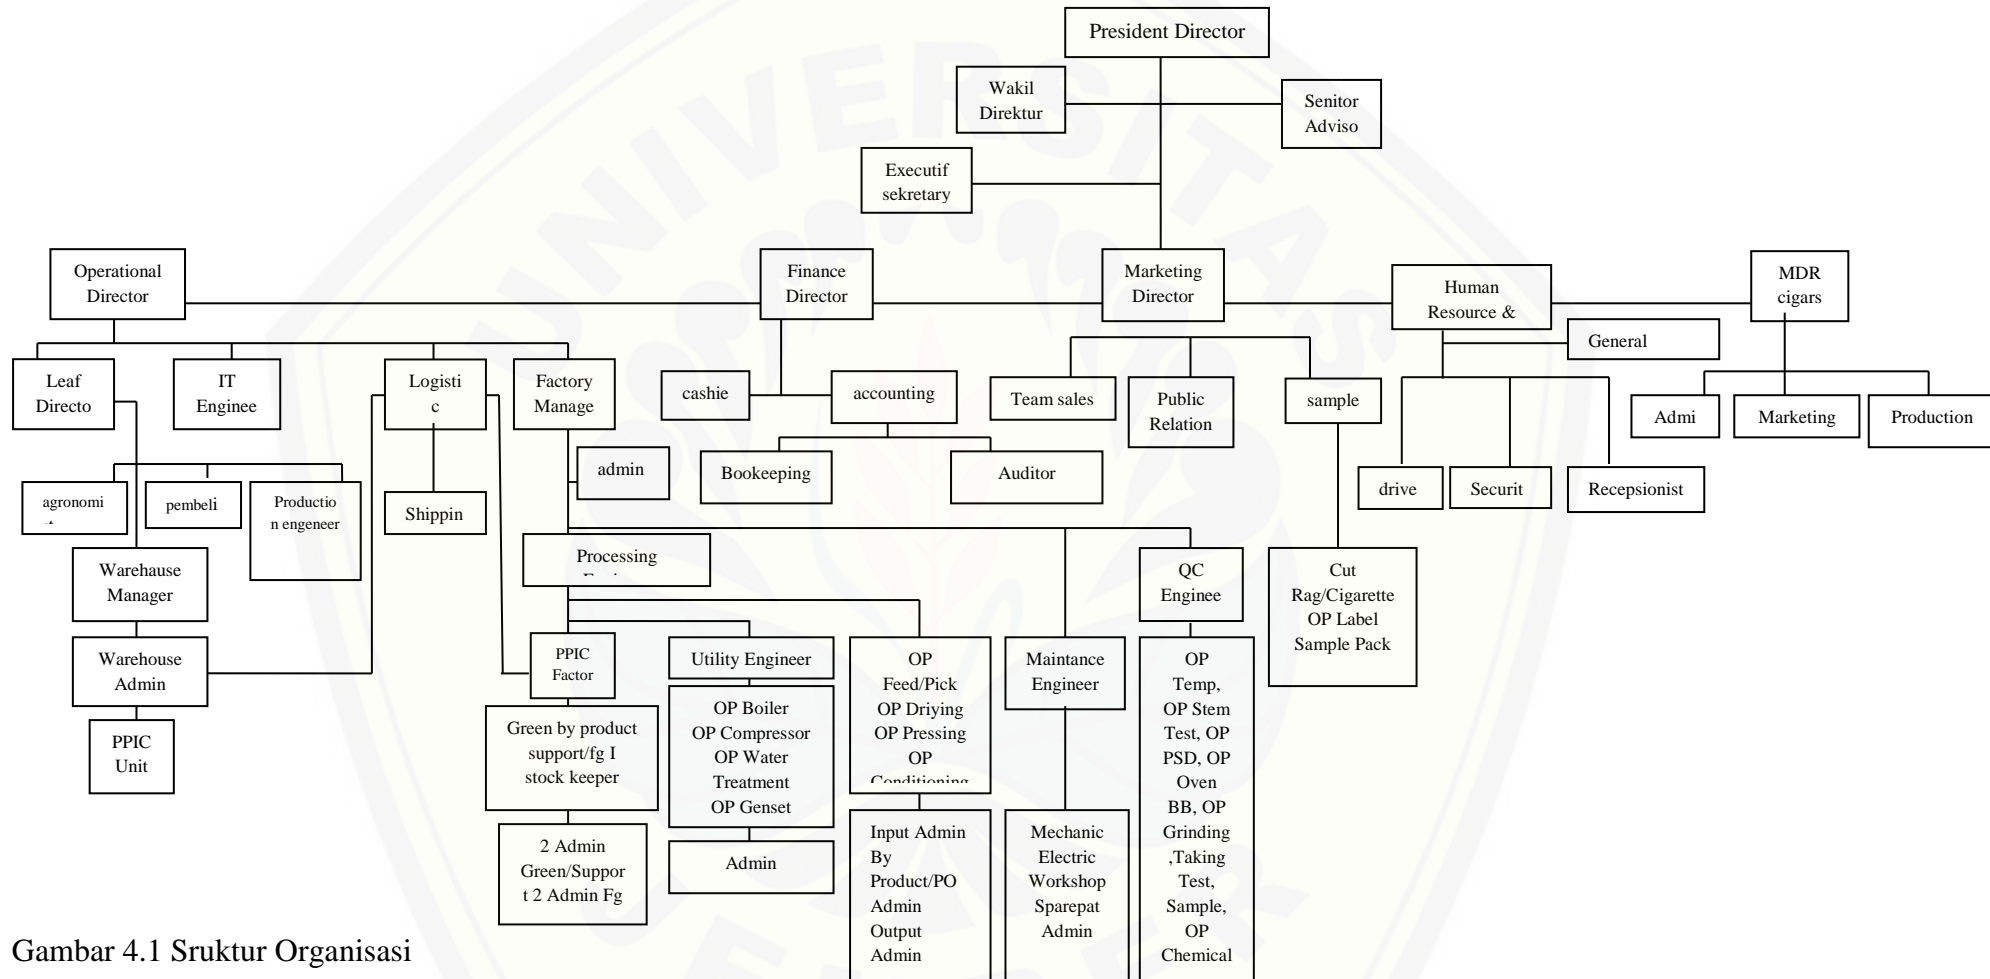 President Director
Wakil
Direktur
Senitor
Adviso
Executif
sekretary
Operational
Director
Finance
Director
Marketing
Director
Human
Resource &
MDR
cigars
General
Leaf
Directo
IT
Enginee
Logisti
c
Factory
Manage
cashie
accounting
Team sales
Public
Relation
sample
Admi
Marketing
Production
admin
Bookeeping
Auditor
drive
Securit
Recepsionist
agronomi
pembeli
Productio
n engeneer
Shippin
Processing
Warehause
Manager
QC
Enginee
Cut
Rag/Cigarette
OP Label
Sample Pack
Warehouse
Admin
PPIC
Factor
Utility Engineer
OP
Feed/Pick
OP Driying
OP Pressing
OP
Conditioning
Maintance
Engineer
OP
Temp,
OP Stem
Test, OP
PSD, OP
Oven
BB, OP
Grinding
,Taking
Test,
Sample,
OP
Chemical
PPIC
Unit
Green by product
support/fg I
stock keeper
OP Boiler
OP Compressor
OP Water
Treatment
OP Genset
2 Admin
Green/Suppor
t 2 Admin Fg
Admin
Input Admin
By
Product/PO
Admin
Output
Admin
Mechanic
Electric
Workshop
Sparepat
Admin
Gambar 4.1 Sruktur Organisasi
UNIVERSITAS
JEMBER